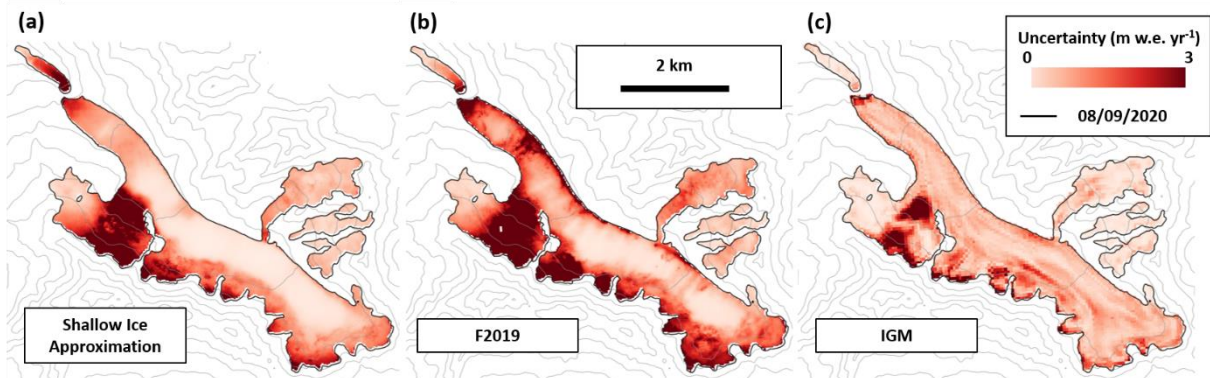 (a)
(b)
(c)
Uncertainty (m w.e. yr⁻¹)
0 3
08/09/2020
2 km
Shallow Ice
Approximation
F2019
IGM